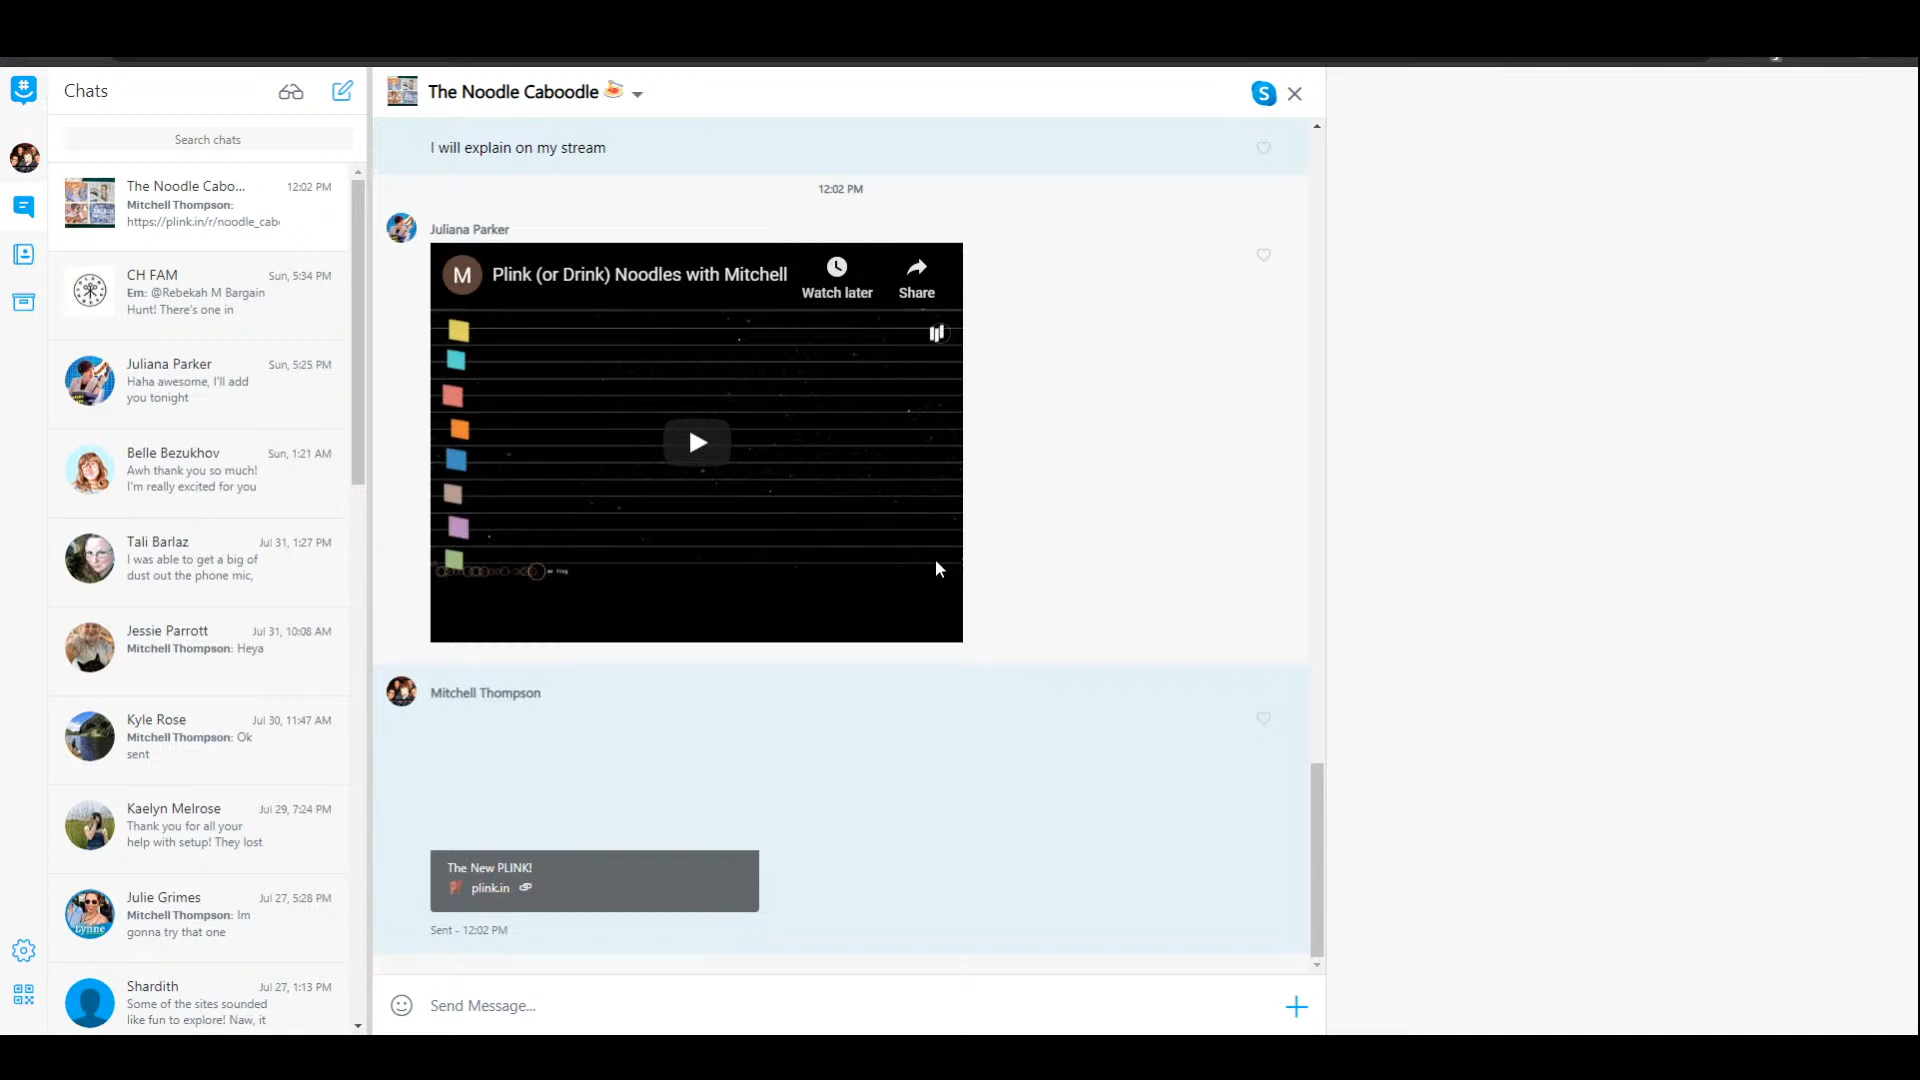 Chats
Search chats
The Noodle Cabo...
12:02 PM
Mitchell Thompson:
https://plink.in/r/noodle_cab
CH FAM
Sun, 5:34 PM
Em: @Rebekah M Bargain
Hunt! There's one in
Juliana Parker
Sun, 5:25 PM
Haha awesome, I'll add
you tonight
Belle Bezukhov
Sun, 1:21 AM
Awh thank you so much!
I'm really excited for you
Tali Barlaz
Jul 31, 1:27 PM
I was able to get a big of
dust out the phone mic,
Jessie Parrott
Jul 31, 10:08 AM
Mitchell Thompson: Heya
Kyle Rose
Jul 30, 11:47 AM
Mitchell Thompson: Ok
sent
Kaelyn Melrose
Jul 29, 7:24 PM
Thank you for all your
help with setup! They lost
Julie Grimes
Jul 27, 5:28 PM
Mitchell Thompson: Im
gonna try that one
Lynne
Shardith
Jul 27, 1:13 PM
Some of the sites sounded
like fun to explore! Naw, it
The Noodle Caboodle
S
I will explain on my stream
12:02 PM
Juliana Parker
M
Plink (or Drink) Noodles with Mitchell
Watch later
Share
Mitchell Thompson
The New PLINK!
plink.in
Sent - 12:02 PM
Send Message...